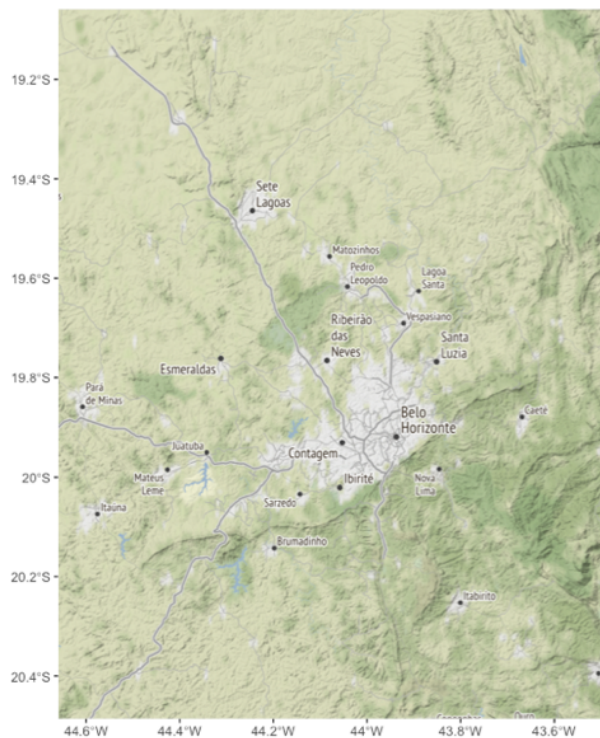 19.2°S
19.4°S
Sete
Lagoas
19.6°S
Matozinhos
Pedro
Leopoldo
Lagoa
Santa
Vespasiano
Ribeirão
das
Neves
Santa
Luzia
Esmeraldas
19.8°S
Pará
de Minas
Belo
Horizonte
Caeté
Juatuba
Contagem
20°S
Mateus
Leme
Ibirité
Nova
Lima
Sarzedo
Itaúna
Brumadinho
20.2°S
Itabirito
20.4°S
44.6°W
44.4°W
44.2°W
44°W
43.8°W
43.6°W